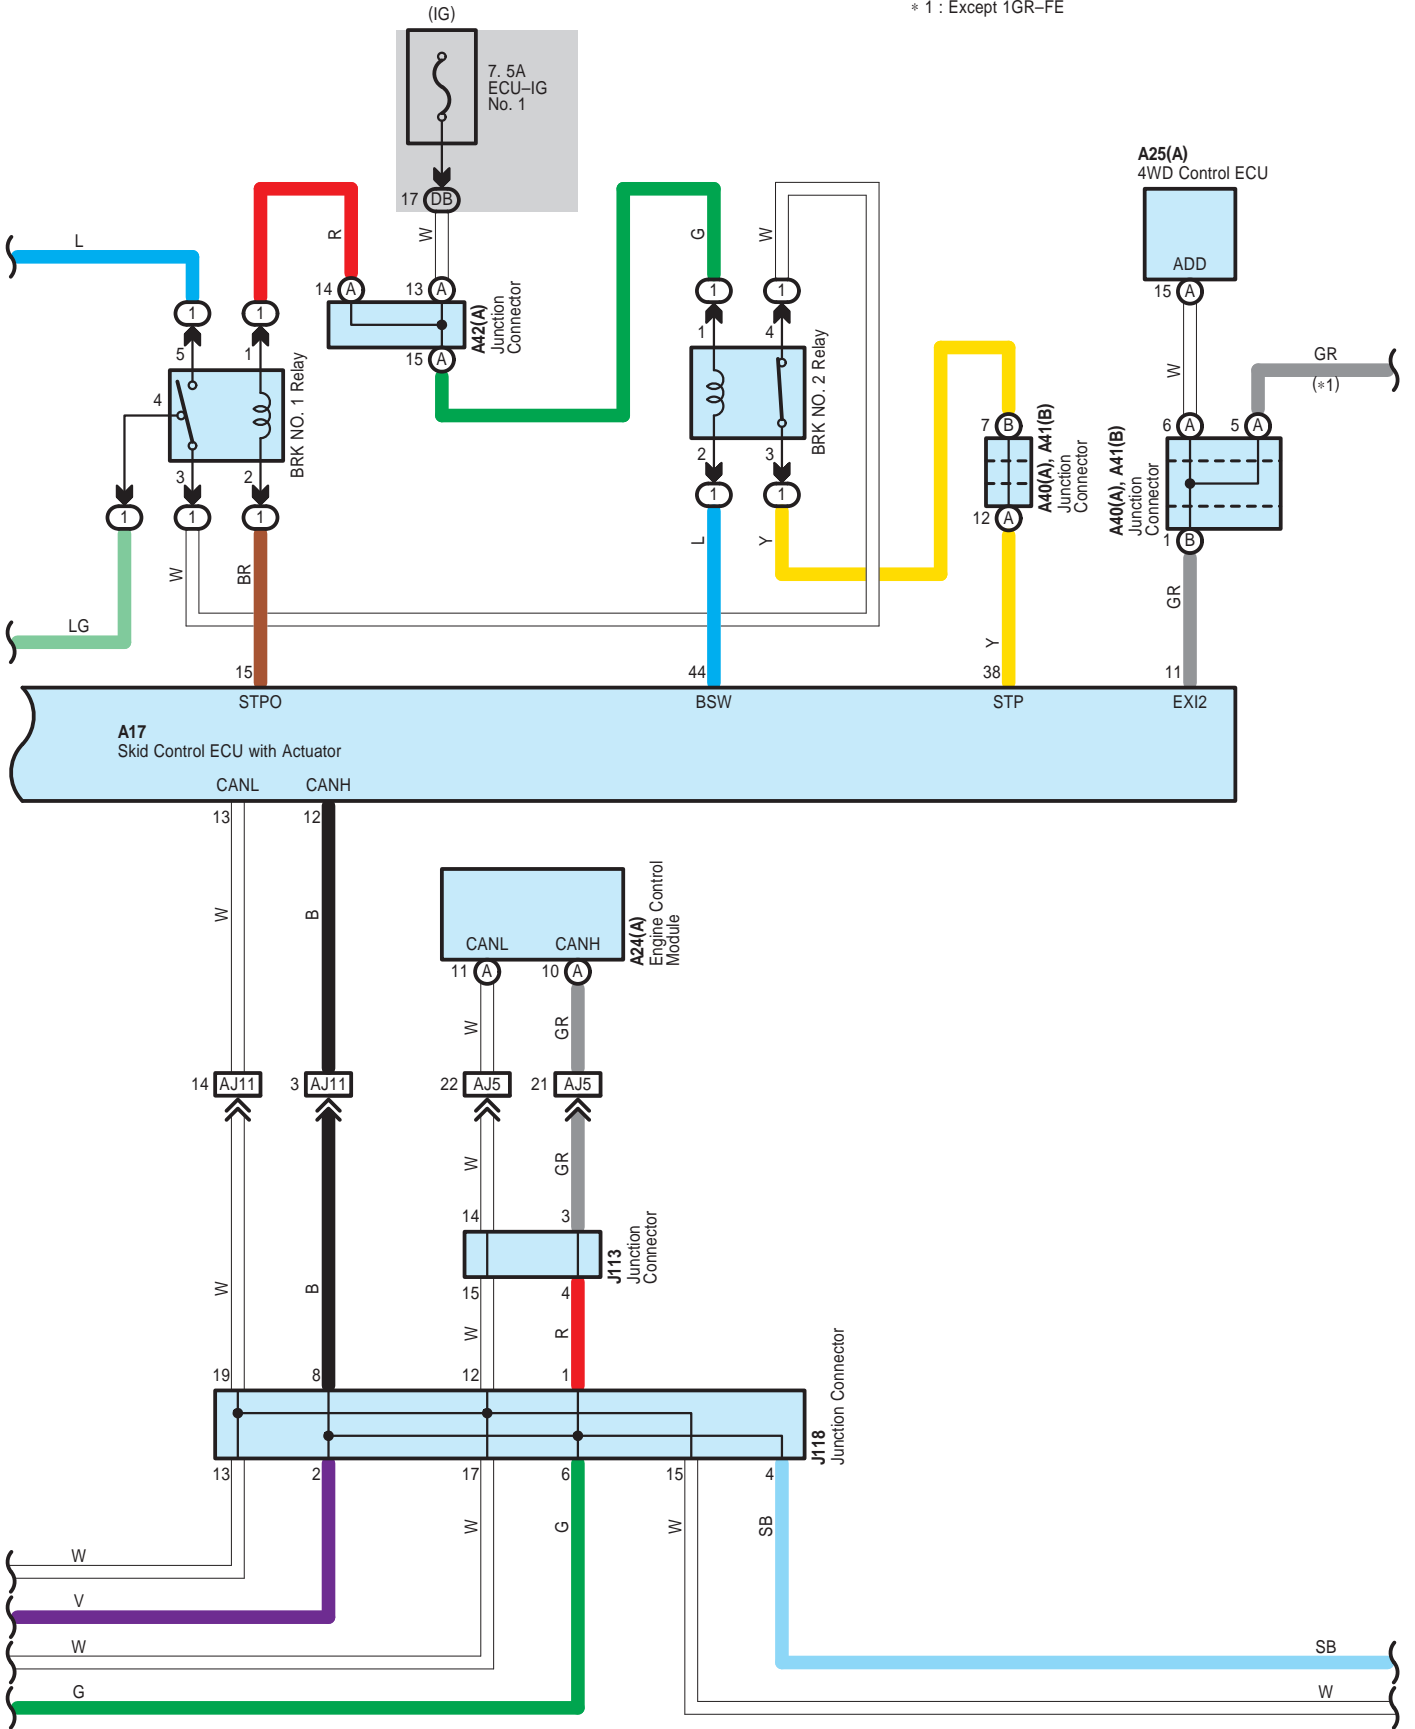 (IG)
* 1 : Except 1GR–FE
7. 5A
ECU–IG
No. 1
17 DB
A25(A)
4WD Control ECU
ADD
15 A
L
R
W
G
W
14 A
13 A
15 A
A42(A)
Junction
Connector
1
1
5
1
4
3
2
BRK NO. 1 Relay
1
1
1
1
1
1
4
2
3
BRK NO. 2 Relay
1
1
W
GR
(*1)
7 B
12 A
A40(A), A41(B)
Junction
Connector
6 A
5 A
1 B
A40(A), A41(B)
Junction
Connector
LG
W
BR
L
Y
Y
GR
15
44
38
11
STPO
BSW
STP
EXI2
A17
Skid Control ECU with Actuator
CANL
CANH
13
12
W
B
CANL
CANH
A24(A)
Engine Control
Module
11 A
10 A
W
GR
14 AJ11
3 AJ11
22 AJ5
21 AJ5
W
GR
14
3
J113
Junction
Connector
15
4
W
B
W
R
19
8
12
1
J118
Junction Connector
13
2
17
6
15
4
W
G
W
SB
W
V
W
G
SB
W